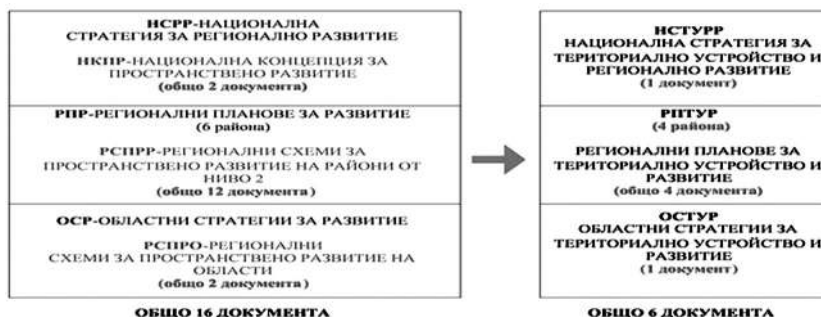 НСРР-НАЦИОНАЛНА
СТРАТЕГИЯ ЗА РЕГИОНАЛНО РАЗВИТИЕ
НКПР-НАЦИОНАЛНА КОНЦЕПЦИЯ ЗА
ПРОСТРАНСТВЕНО РАЗВИТИЕ
(общо 2 документа)
РПР-РЕГИОНАЛНИ ПЛАНОВЕ ЗА РАЗВИТИЕ
(6 района)
РСПРР-РЕГИОНАЛНИ СХЕМИ ЗА
ПРОСТРАНСТВЕНО РАЗВИТИЕ НА РАЙОНИ ОТ
НИВО 2
(общо 12 документа)
ОСР-ОБЛАСТНИ СТРАТЕГИИ ЗА РАЗВИТИЕ
РСПРО-РЕГИОНАЛНИ
СХЕМИ ЗА ПРОСТРАНСТВЕНО РАЗВИТИЕ НА
ОБЛАСТИ
(общо 2 документа)
ОБЩО 16 ДОКУМЕНТА
НСТУРР
НАЦИОНАЛНА СТРАТЕГИЯ ЗА
ТЕРИТОРИАЛНО УСТРОЙСТВО И
РЕГИОНАЛНО РАЗВИТИЕ
(1 документ)
РПТУР
(4 района)
РЕГИОНАЛНИ ПЛАНОВЕ ЗА
ТЕРИТОРИАЛНО УСТРОЙСТВО И
РАЗВИТИЕ
(общо 4 документа)
ОСТУР
ОБЛАСТНИ СТРАТЕГИИ ЗА
ТЕРИТОРИАЛНО УСТРОЙСТВО И
РАЗВИТИЕ
(1 документ)
ОБЩО 6 ДОКУМЕНТА